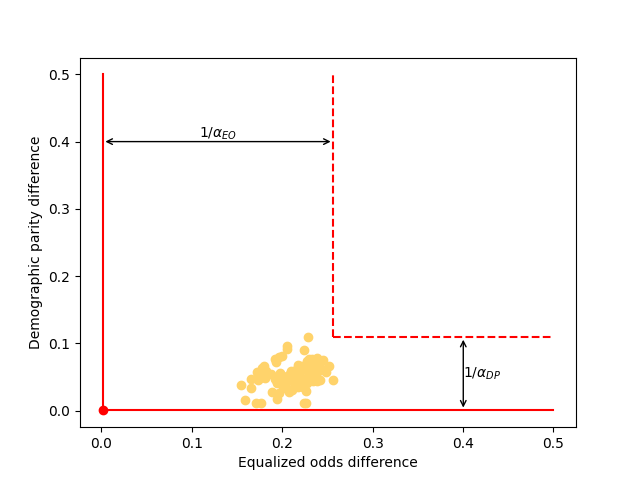 0.5
0.4
0.3
0.2
0.1
0.0
Demographic parity difference
1/α_EO
1/α_DP
0.0 0.1 0.2 0.3 0.4 0.5
Equalized odds difference